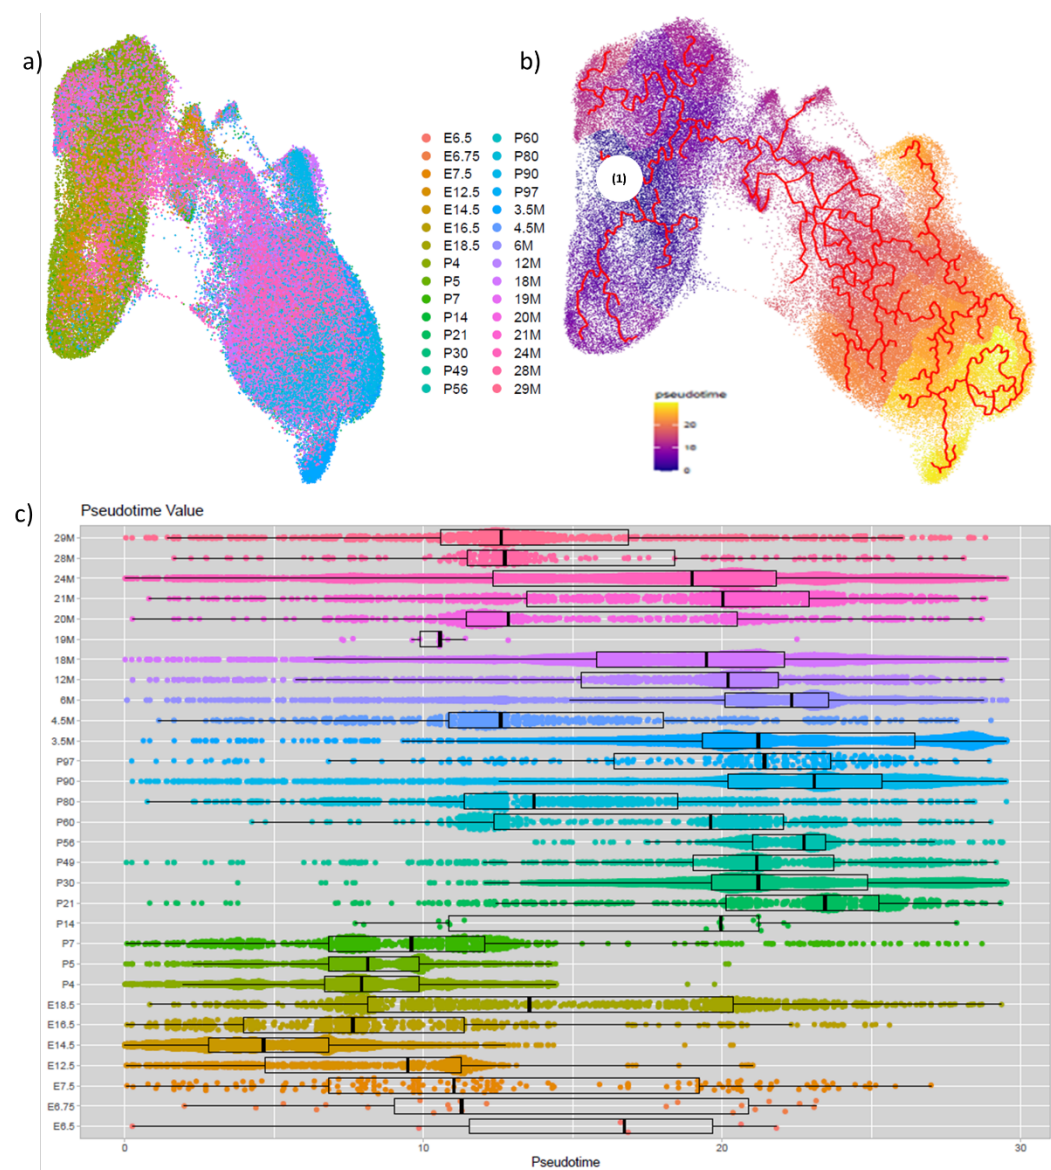 a)
b)
E6.5 P60
E6.75 P80
E7.5 P90
E12.5 P97
E14.5 3.5M
E16.5 4.5M
E18.5 6M
P4 12M
P5 18M
P7 19M
P14 20M
P21 21M
P30 24M
P49 28M
P56 29M
(1)
pseudotime
20
10
0
c)
Pseudotime Value
29M
28M
24M
21M
20M
19M
18M
12M
6M
4.5M
3.5M
P97
P90
P80
P60
P56
P49
P30
P21
P14
P7
P5
P4
E18.5
E16.5
E14.5
E12.5
E7.5
E6.75
E6.5
0 10 20 30
Pseudotime